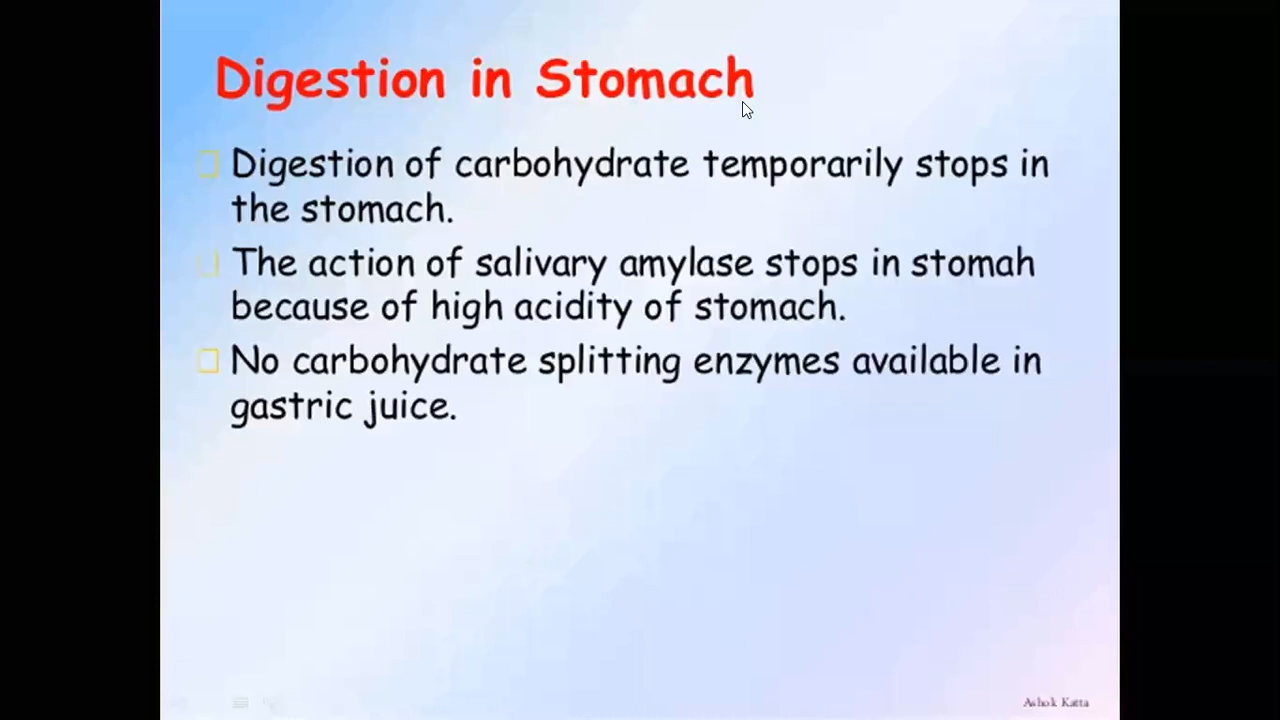 Digestion in Stomach
Digestion of carbohydrate temporarily stops in
the stomach.
The action of salivary amylase stops in stomah
because of high acidity of stomach.
No carbohydrate splitting enzymes available in
gastric juice.
Ashok Katta